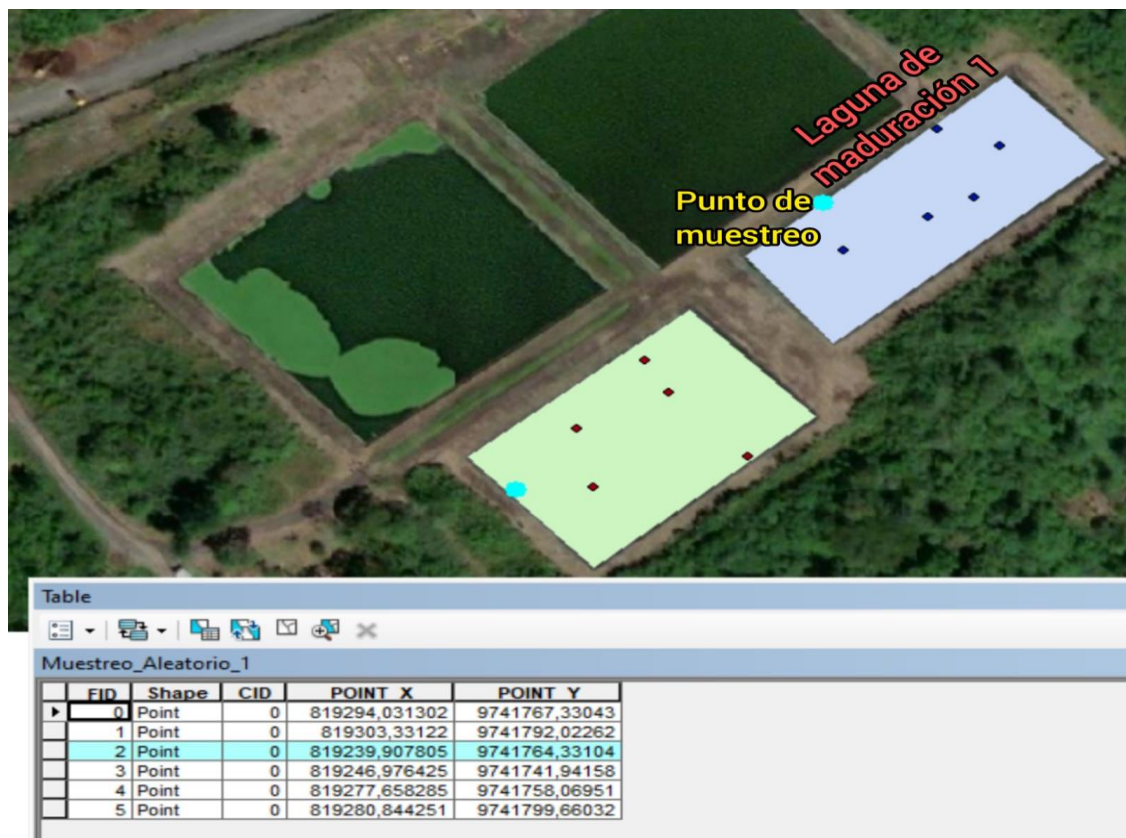 Laguna de
maduración 1
Punto de
muestreo
Table
Muestreo_Aleatorio_1
FID Shape CID POINT_X POINT_Y
0 Point 0 819294,031302 9741767,33043
1 Point 0 819303,33122 9741792,02262
2 Point 0 819239,907805 9741764,33104
3 Point 0 819246,976425 9741741,94158
4 Point 0 819277,658285 9741758,06951
5 Point 0 819280,844251 9741799,66032